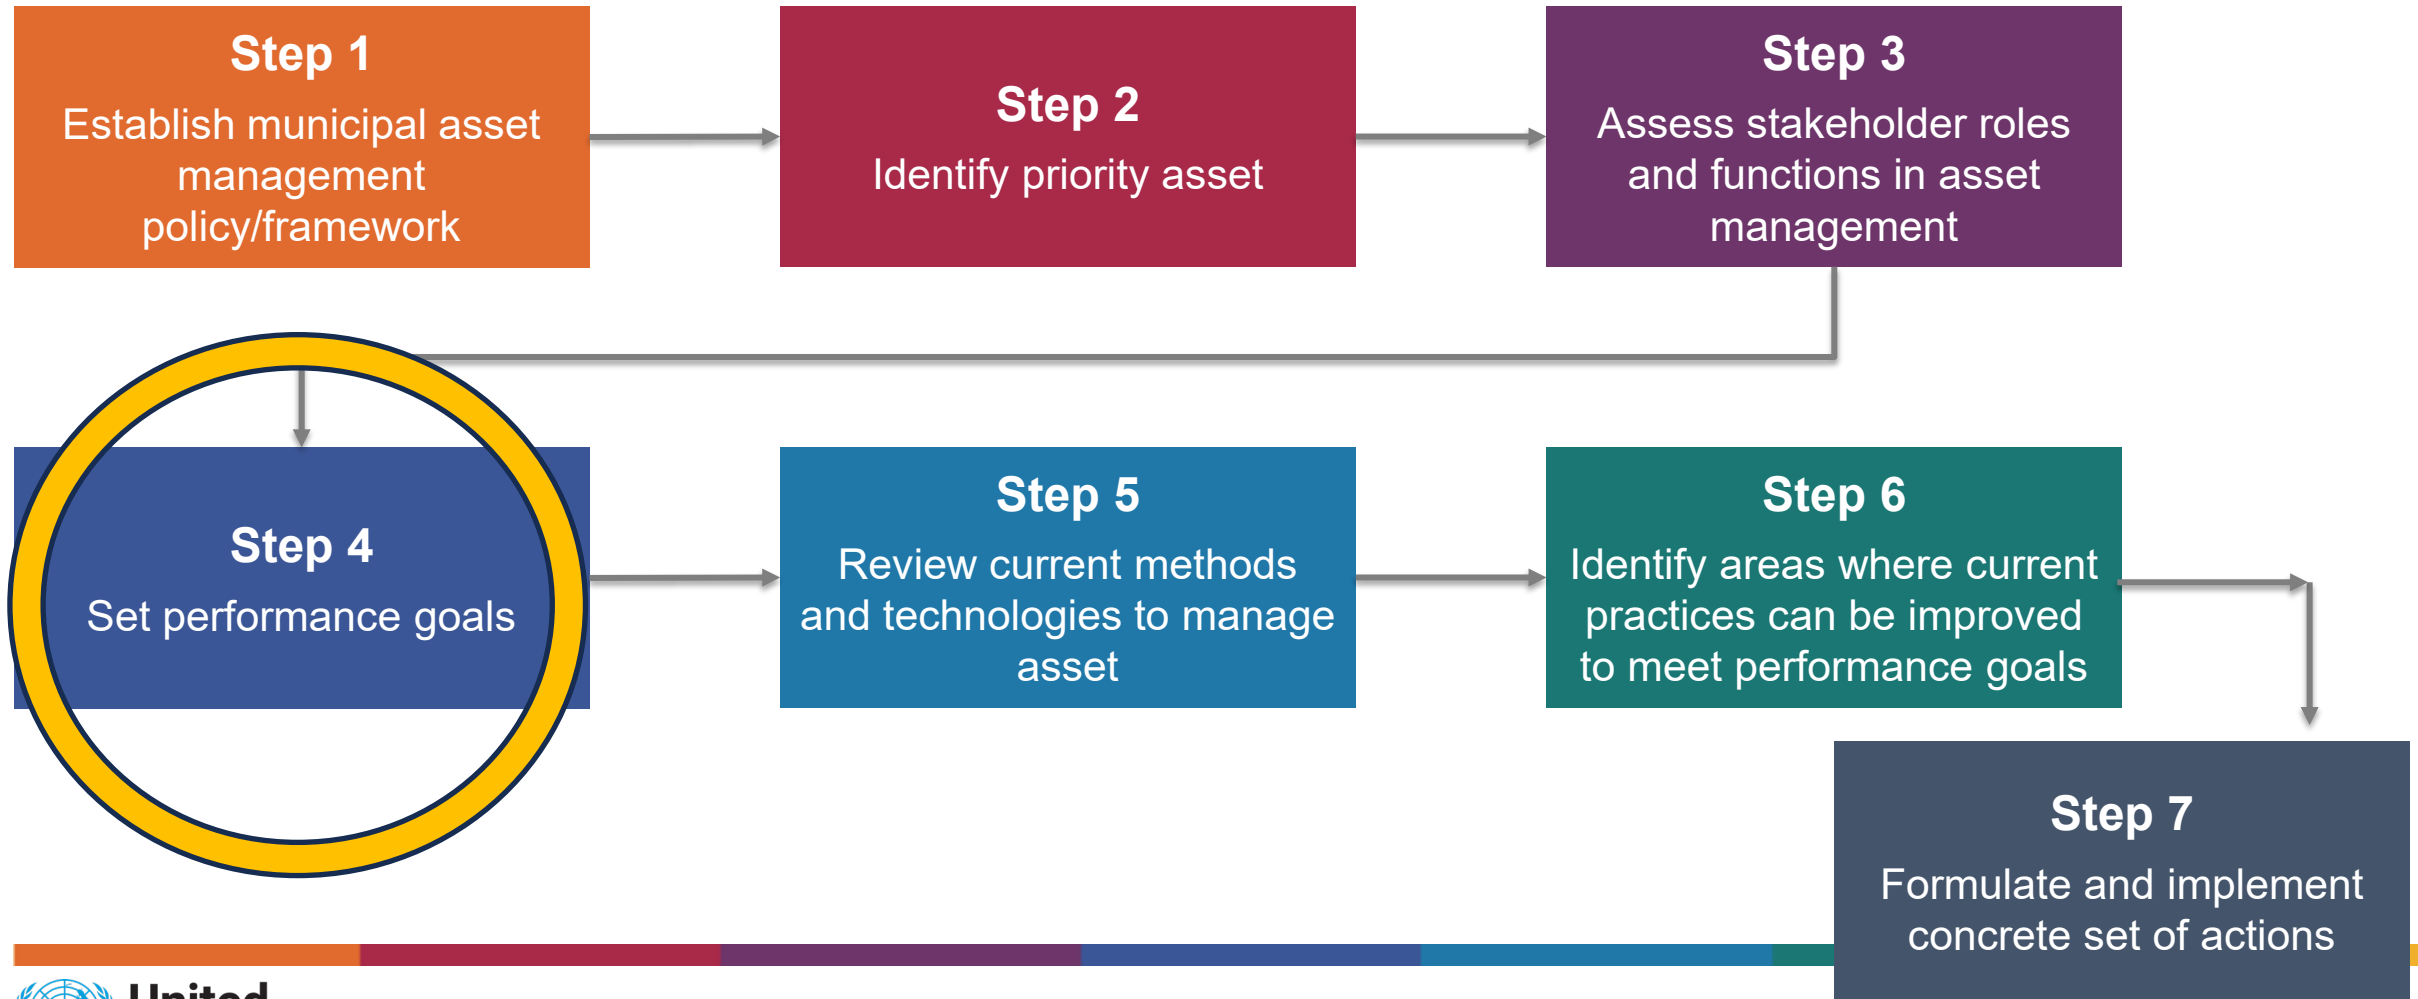 Step 1
Establish municipal asset
management
policy/framework
Step 2
Identify priority asset
Step 3
Assess stakeholder roles
and functions in asset
management
Step 4
Set performance goals
Step 5
Review current methods
and technologies to manage
asset
Step 6
Identify areas where current
practices can be improved
to meet performance goals
Step 7
Formulate and implement
concrete set of actions
United